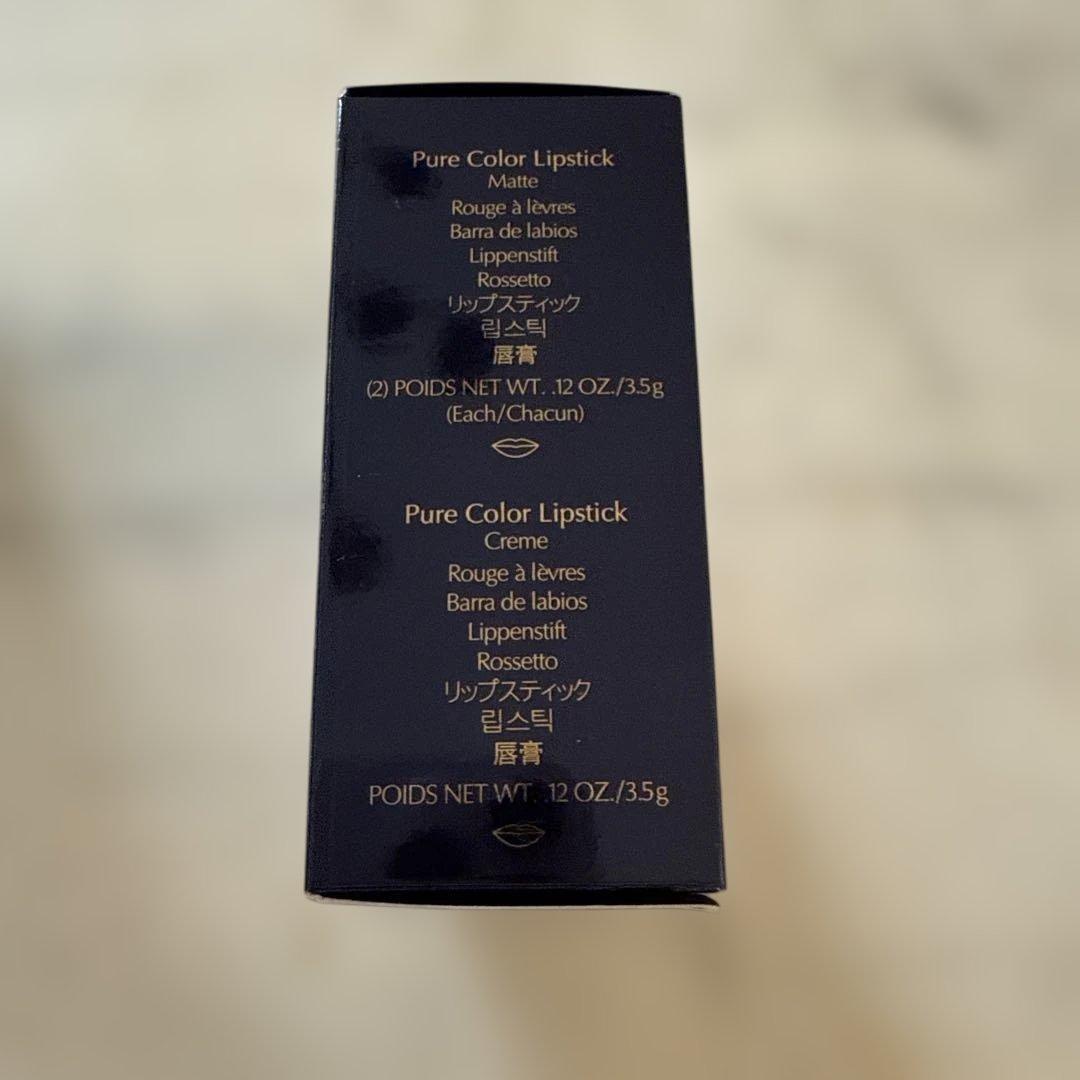 Pure Color Lipstick
Matte
Rouge à lèvres
Barra de labios
Lippenstift
Rossetto
リップスティック
립스틱
唇膏
(2) POIDS NET WT. .12 OZ./3.5g
(Each/Chacun)
Pure Color Lipstick
Creme
Rouge à lèvres
Barra de labios
Lippenstift
Rossetto
リップスティック
립스틱
唇膏
POIDS NET WT. .12 OZ./3.5g